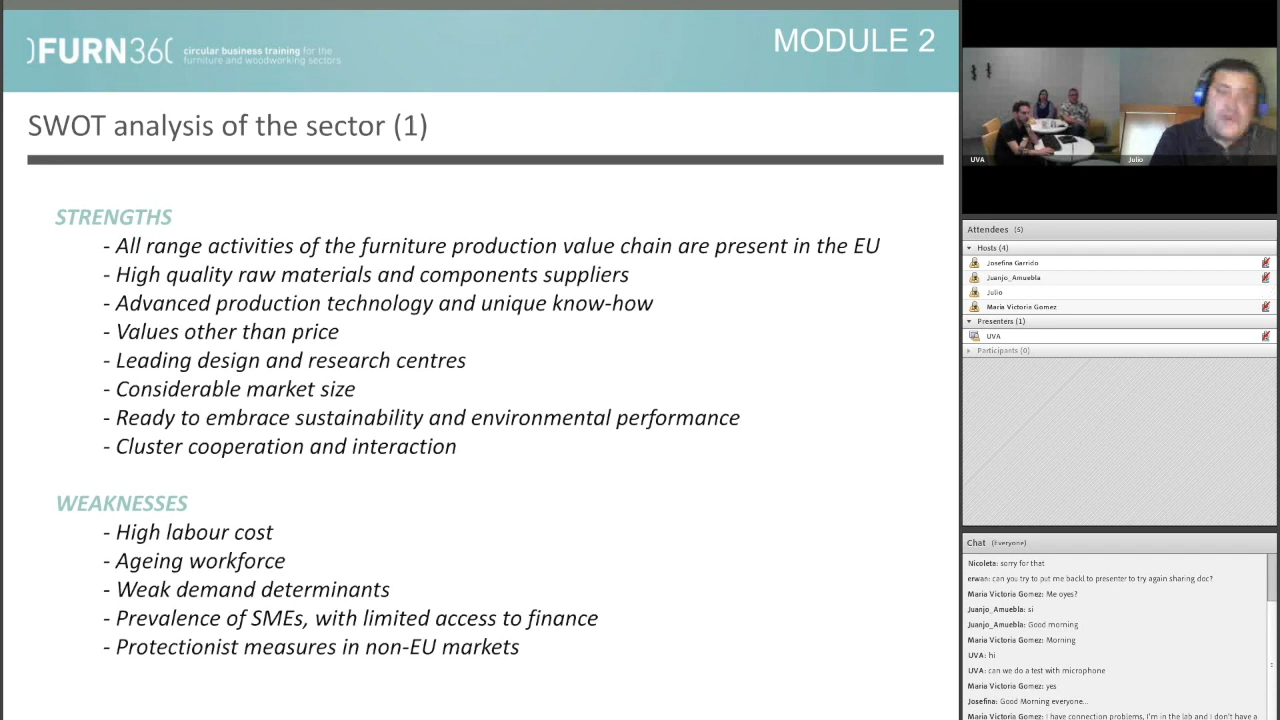 )FURN36( circular business training for the
furniture and woodworking sectors
MODULE 2
SWOT analysis of the sector (1)
STRENGTHS
- All range activities of the furniture production value chain are present in the EU
- High quality raw materials and components suppliers
- Advanced production technology and unique know-how
- Values other than price
- Leading design and research centres
- Considerable market size
- Ready to embrace sustainability and environmental performance
- Cluster cooperation and interaction
WEAKNESSES
- High labour cost
- Ageing workforce
- Weak demand determinants
- Prevalence of SMEs, with limited access to finance
- Protectionist measures in non-EU markets
UVA
Julio
Attendees (5)
Hosts (4)
Josefina Garrido
Juanjo_Amuebla
Julio
Maria Victoria Gomez
Presenters (1)
UVA
Participants (0)
Chat (Everyone)
Nicoleta: sorry for that
erwan: can you try to put me backl to presenter to try again sharing doc?
Maria Victoria Gomez: Me oyes?
Juanjo_Amuebla: si
Juanjo_Amuebla: Good morning
Maria Victoria Gomez: Morning
UVA: hi
UVA: can we do a test with microphone
Maria Victoria Gomez: yes
Josefina: Good Morning everyone...
Maria Victoria Gomez: I have connection problems, I'm in the lab and I don't have a